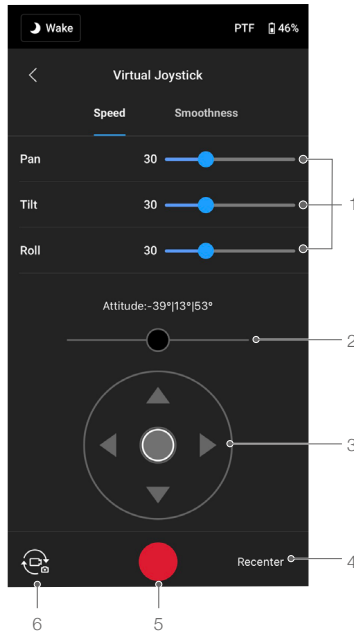 Wake PTF 46%
Virtual Joystick
Speed Smoothness
Pan 30
1
Tilt 30
Roll 30
Attitude:-39°|13°|53°
2
3
Recenter 4
6 5